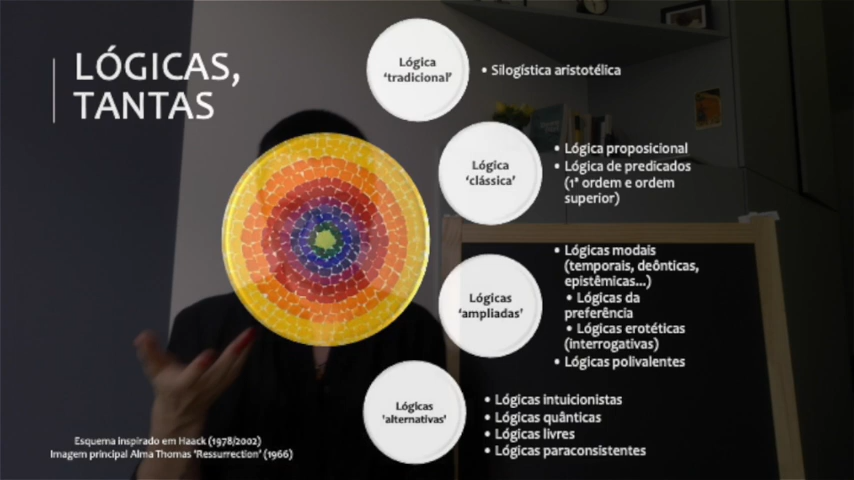 LÓGICAS,
TANTAS
Lógica
‘tradicional’
• Silogística aristotélica
Lógica
‘clássica’
• Lógica proposicional
• Lógica de predicados
(1ª ordem e ordem
superior)
Lógicas
‘ampliadas’
• Lógicas modais
(temporais, deônticas,
epistêmicas...)
• Lógicas da
preferência
• Lógicas erotéticas
(interrogativas)
• Lógicas polivalentes
Lógicas
‘alternativas’
• Lógicas intuicionistas
• Lógicas quânticas
• Lógicas livres
• Lógicas paraconsistentes
Esquema inspirado em Haack (1978/2002)
Imagem principal Alma Thomas ‘Ressurrection’ (1966)